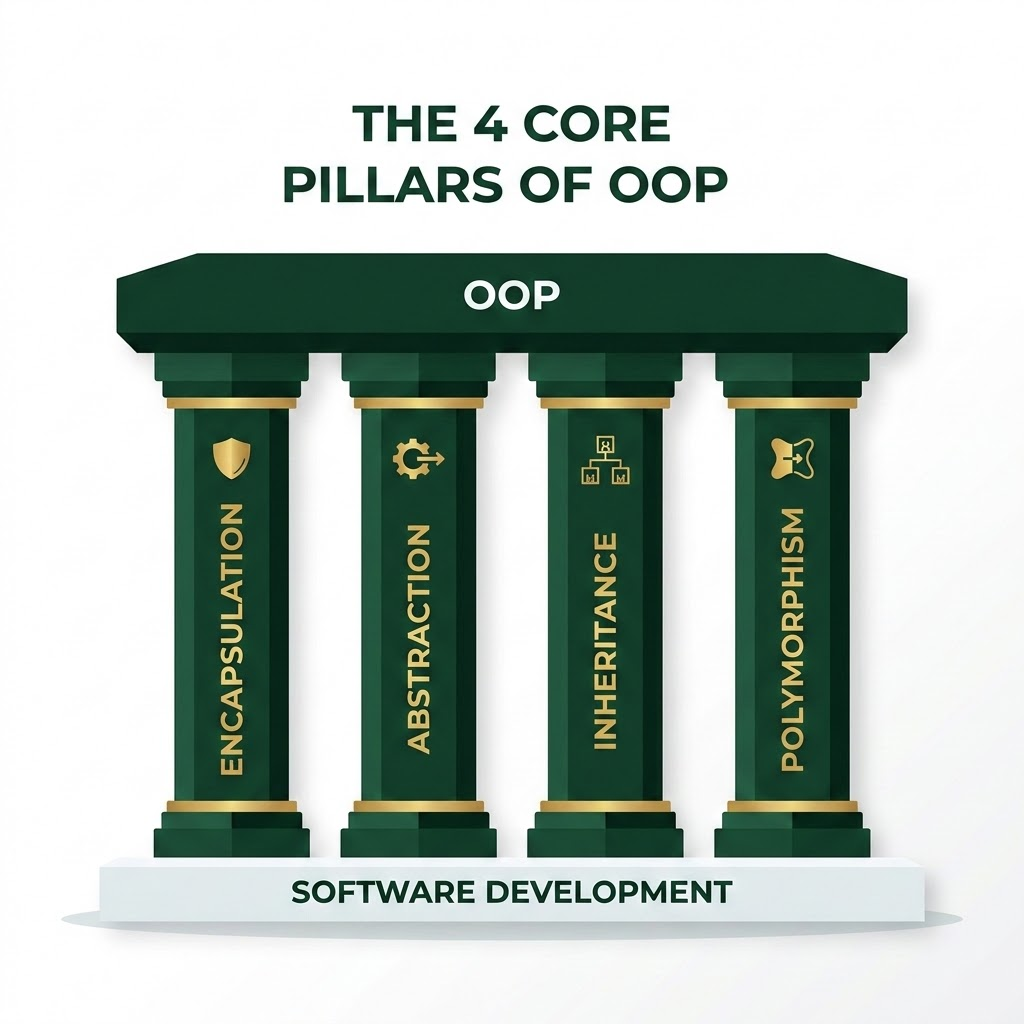 THE 4 CORE
PILLARS OF OOP
OOP
ENCAPSULATION
ABSTRACTION
INHERITANCE
POLYMORPHISM
SOFTWARE DEVELOPMENT